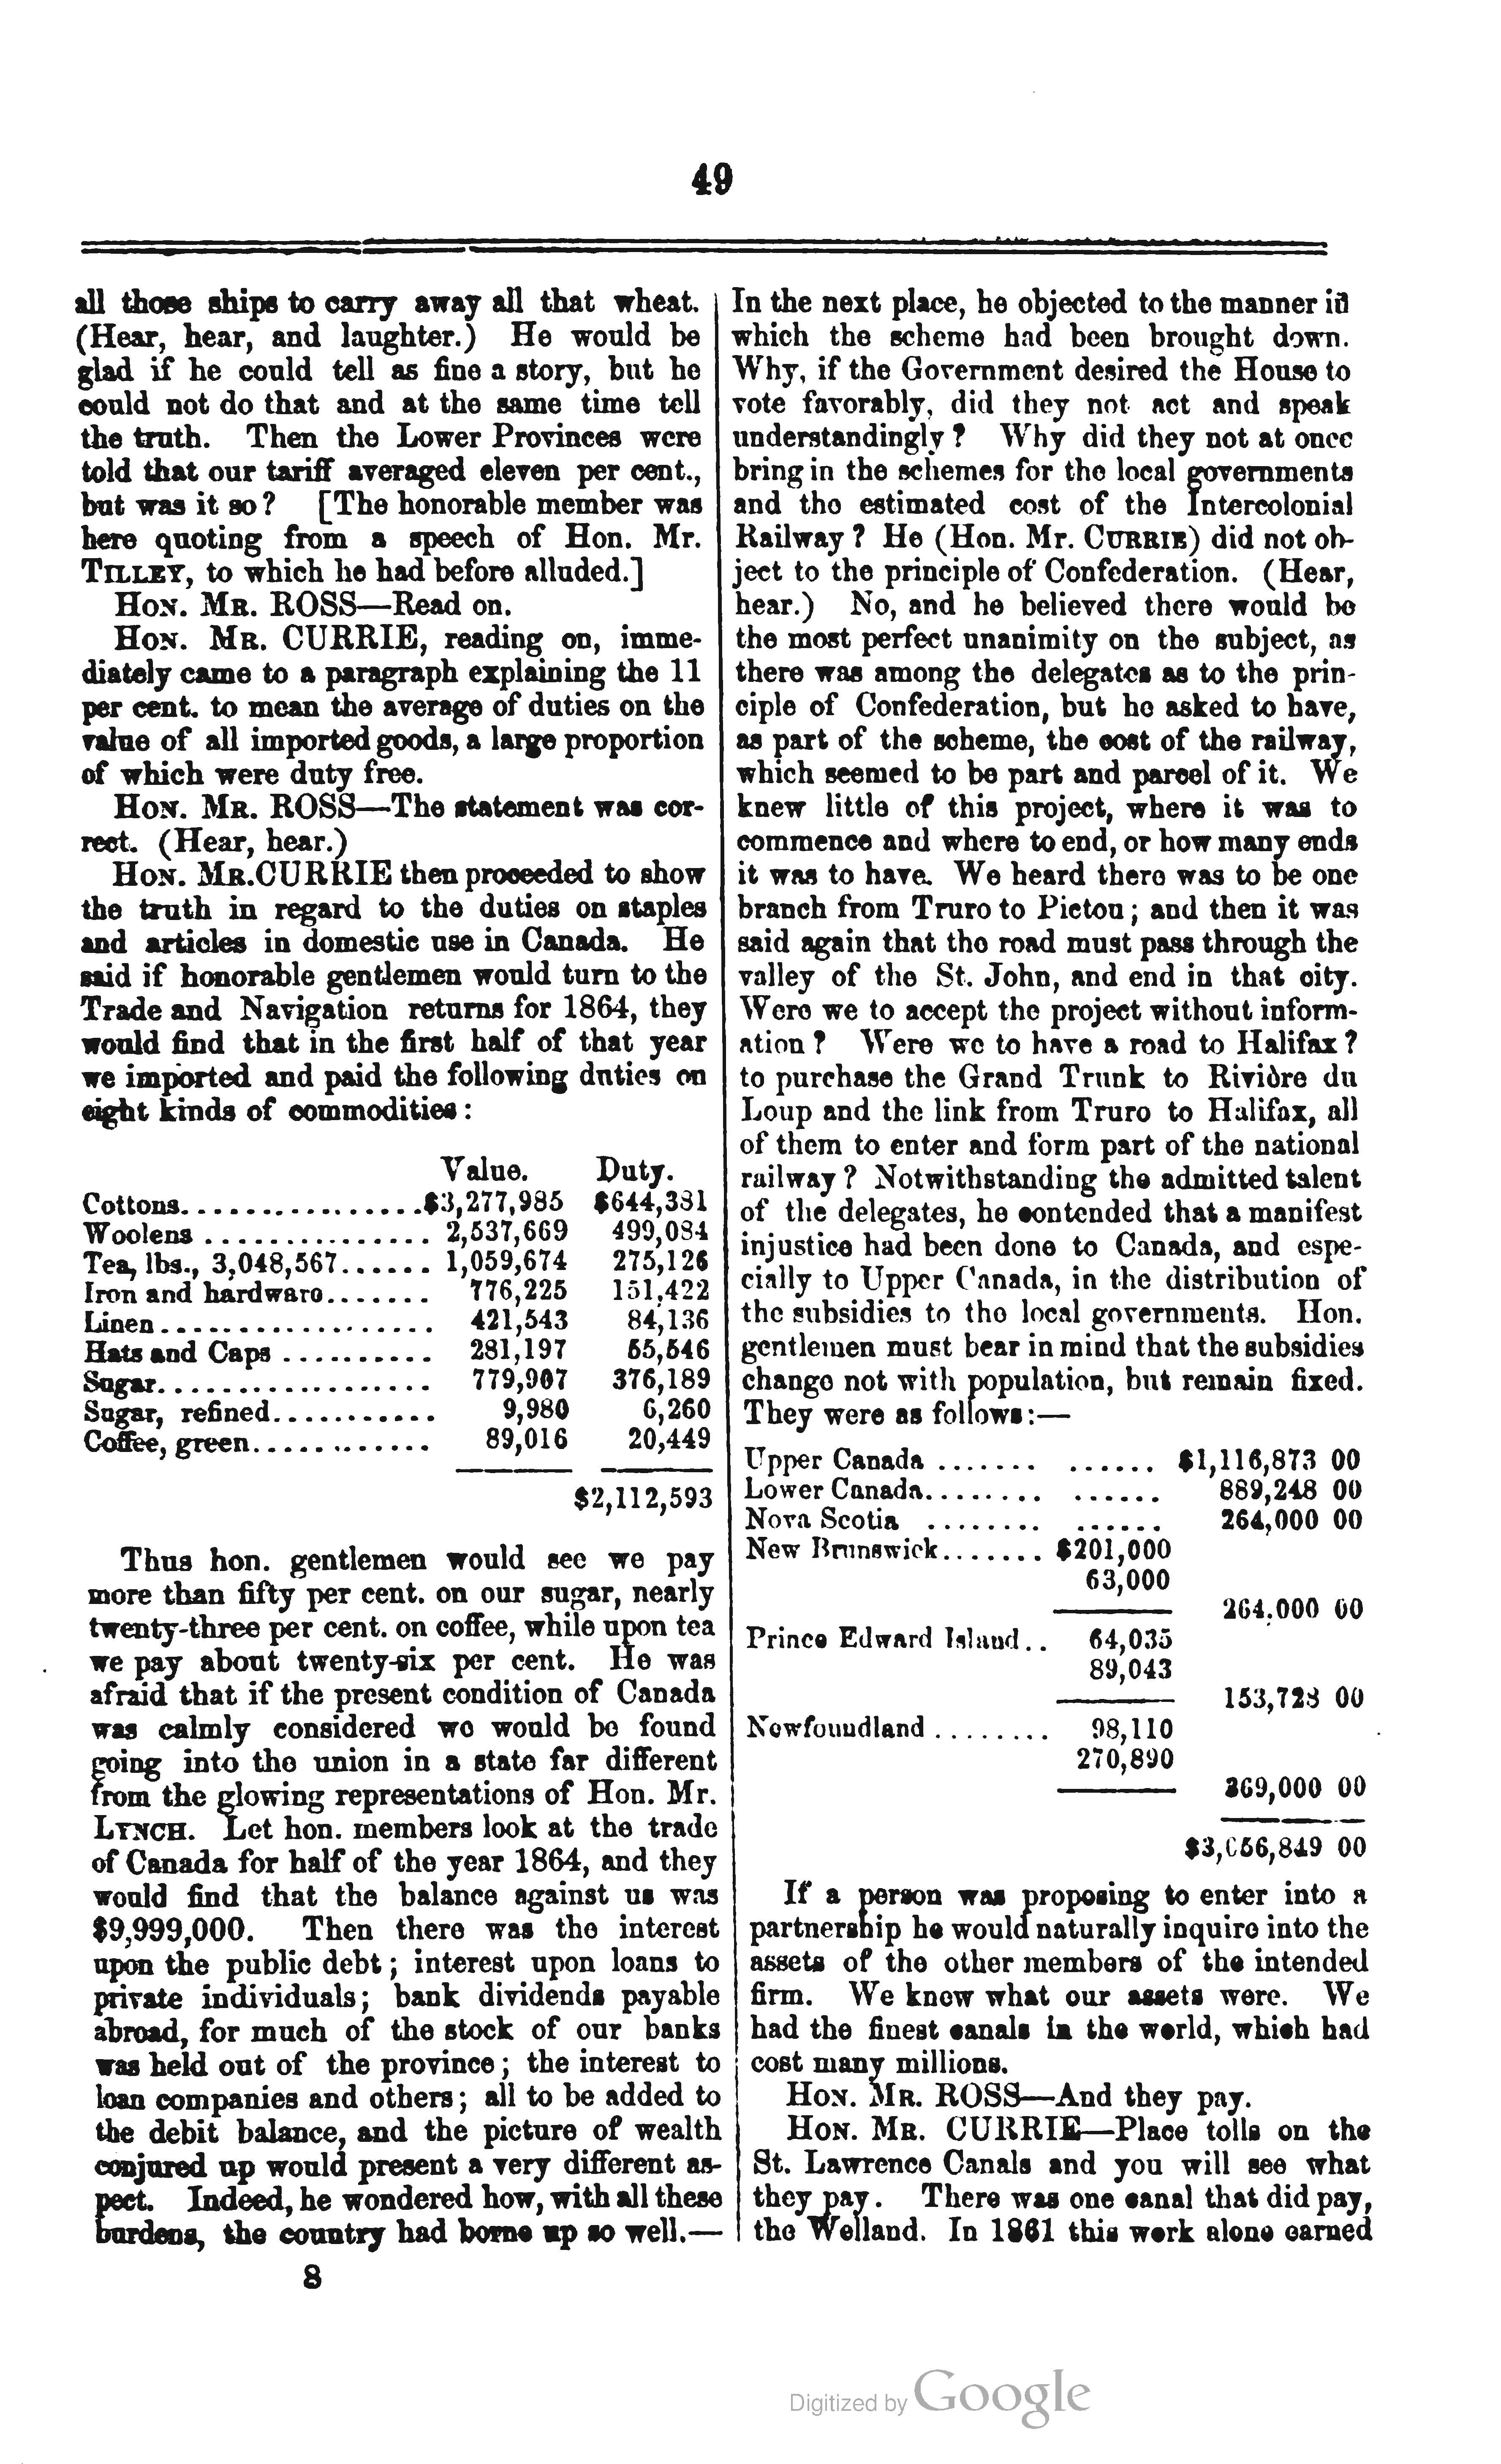 49
all those ships to carry away all that wheat.
(Hear, hear, and laughter.) He would be
glad if he could tell as fine a story, but he
could not do that and at the same time tell
the truth. Then the Lower Provinces were
told that our tariff averaged eleven per cent.,
but was it so? [The honorable member was
here quoting from a speech of Hon. Mr.
TILLEY, to which he had before alluded.]
HON. MR. ROSS—Read on.
HON. MR. CURRIE, reading on, imme-
diately came to a paragraph explaining the 11
per cent. to mean the average of duties on the
value of all imported goods, a large proportion
of which were duty free.
HON. MR. ROSS—The statement was cor-
rect. (Hear, hear.)
HON. MR. CURRIE then proceeded to show
the truth in regard to the duties on staples
and articles in domestic use in Canada. He
said if honorable gentlemen would turn to the
Trade and Navigation returns for 1864, they
would find that in the first half of that year
we imported and paid the following duties on
eight kinds of commodities:
Value. Duty.
Cottons................$3,277,985 $644,381
Woolens ............... 2,537,669 499,084
Tea, lbs., 3,048,567...... 1,059,674 275,126
Iron and hardware....... 776,225 151,422
Linen.................. 421,543 84,136
Hats and Caps .......... 281,197 55,546
Sugar.................. 779,907 376,189
Sugar, refined........... 9,980 6,260
Coffee, green............ 89,016 20,449
$2,112,593
Thus hon. gentlemen would see we pay
more than fifty per cent. on our sugar, nearly
twenty-three per cent. on coffee, while upon tea
we pay about twenty-six per cent. He was
afraid that if the present condition of Canada
was calmly considered we would be found
going into the union in a state far different
from the glowing representations of Hon. Mr.
LYNCH. Let hon. members look at the trade
of Canada for half of the year 1864, and they
would find that the balance against us was
$9,999,000. Then there was the interest
upon the public debt; interest upon loans to
private individuals; bank dividends payable
abroad, for much of the stock of our banks
was held out of the province; the interest to
loan companies and others; all to be added to
the debit balance, and the picture of wealth
conjured up would present a very different as-
pect. Indeed, he wondered how, with all these
burdens, the country had borne up so well.—
8
In the next place, he objected to the manner in
which the scheme had been brought down.
Why, if the Government desired the House to
vote favorably, did they not act and speak
understandingly? Why did they not at once
bring in the schemes for the local governments
and the estimated cost of the Intercolonial
Railway? He (Hon. Mr. CURRIE) did not ob-
ject to the principle of Confederation. (Hear,
hear.) No, and he believed there would be
the most perfect unanimity on the subject, as
there was among the delegates as to the prin-
ciple of Confederation, but he asked to have,
as part of the scheme, the cost of the railway,
which seemed to be part and parcel of it. We
knew little of this project, where it was to
commence and where to end, or how many ends
it was to have. We heard there was to be one
branch from Truro to Pictou; and then it was
said again that the road must pass through the
valley of the St. John, and end in that city.
Were we to accept the project without inform-
ation? Were we to have a road to Halifax?
to purchase the Grand Trunk to Rivière du
Loup and the link from Truro to Halifax, all
of them to enter and form part of the national
railway? Notwithstanding the admitted talent
of the delegates, he contended that a manifest
injustice had been done to Canada, and espe-
cially to Upper Canada, in the distribution of
the subsidies to the local governments. Hon.
gentlemen must bear in mind that the subsidies
change not with population, but remain fixed.
They were as follows:—
Upper Canada ....... ...... $1,116,873 00
Lower Canada........ ...... 889,248 00
Nova Scotia ........ ...... 264,000 00
New Brunswick....... $201,000
63,000
264,000 00
Prince Edward Island.. 64,035
89,043
153,728 00
Newfoundland ........ 98,110
270,890
369,000 00
$3,056,849 00
If a person was proposing to enter into a
partnership he would naturally inquire into the
assets of the other members of the intended
firm. We know what our assets were. We
had the finest canals in the world, which had
cost many millions.
HON. MR. ROSS—And they pay.
HON. MR. CURRIE—Place tolls on the
St. Lawrence Canals and you will see what
they pay. There was one canal that did pay,
the Welland. In 1861 this work alone earned
Digitized by Google